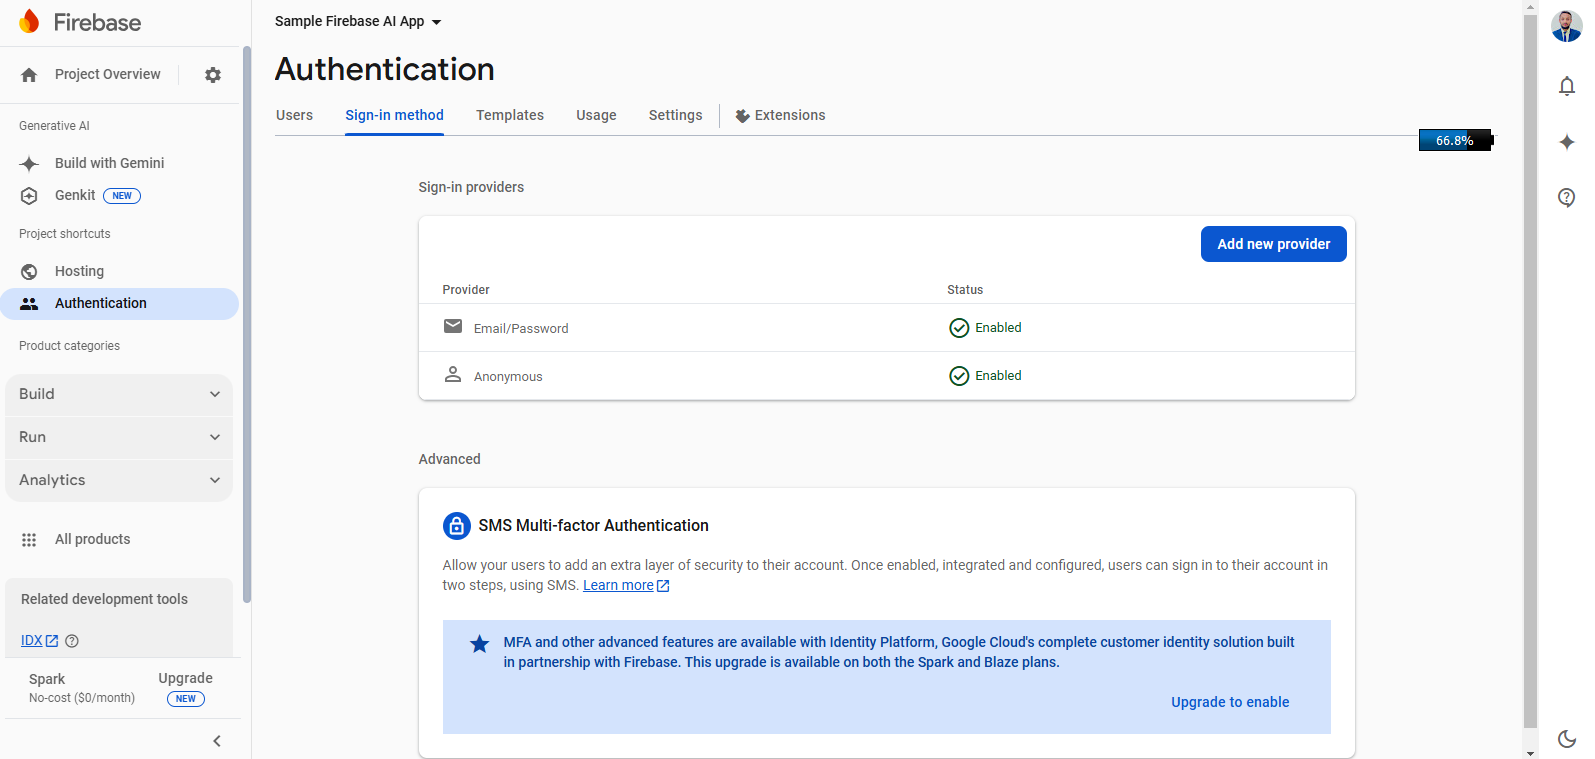 Firebase
Project Overview
Generative AI
Build with Gemini
Genkit NEW
Project shortcuts
Hosting
Authentication
Product categories
Build
Run
Analytics
All products
Related development tools
IDX
Spark
No-cost ($0/month)
Upgrade
NEW
Sample Firebase AI App
Authentication
Users Sign-in method Templates Usage Settings Extensions
66.8%
Sign-in providers
Add new provider
Provider Status
Email/Password Enabled
Anonymous Enabled
Advanced
SMS Multi-factor Authentication
Allow your users to add an extra layer of security to their account. Once enabled, integrated and configured, users can sign in to their account in
two steps, using SMS. Learn more
MFA and other advanced features are available with Identity Platform, Google Cloud's complete customer identity solution built
in partnership with Firebase. This upgrade is available on both the Spark and Blaze plans.
Upgrade to enable